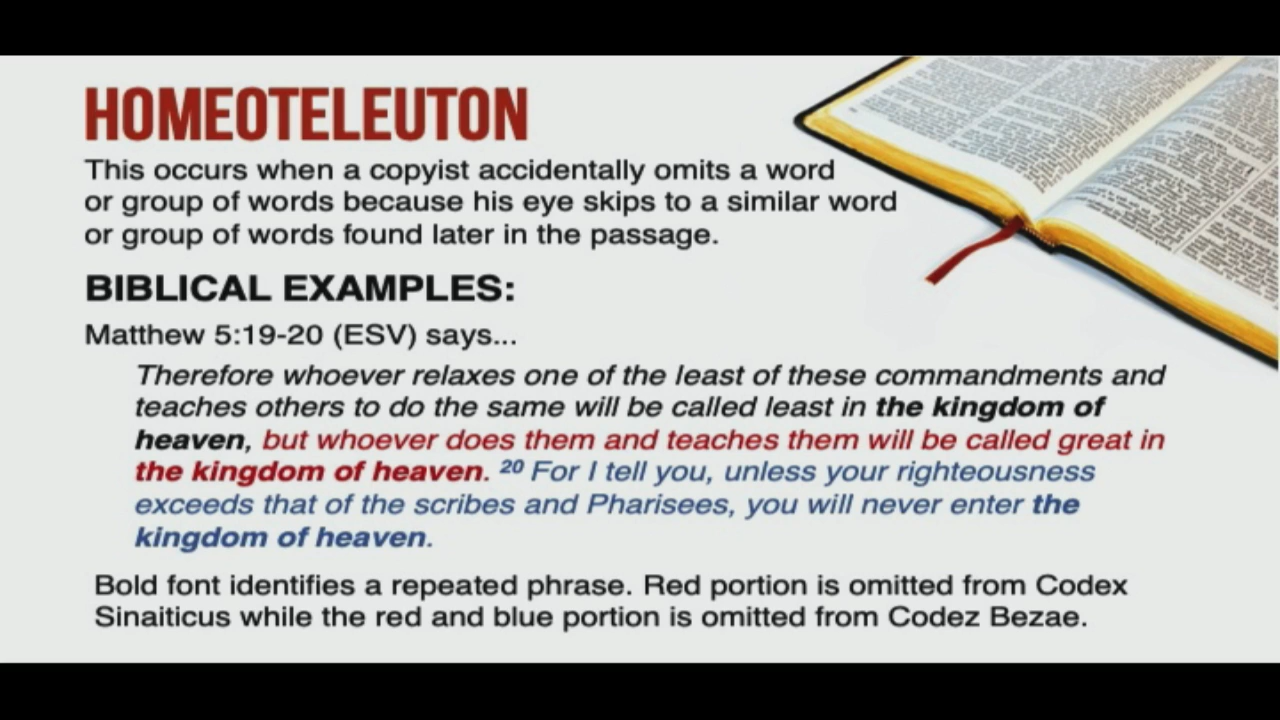 HOMEOTELEUTON
This occurs when a copyist accidentally omits a word
or group of words because his eye skips to a similar word
or group of words found later in the passage.
BIBLICAL EXAMPLES:
Matthew 5:19-20 (ESV) says...
Therefore whoever relaxes one of the least of these commandments and
teaches others to do the same will be called least in the kingdom of
heaven, but whoever does them and teaches them will be called great in
the kingdom of heaven. 20 For I tell you, unless your righteousness
exceeds that of the scribes and Pharisees, you will never enter the
kingdom of heaven.
Bold font identifies a repeated phrase. Red portion is omitted from Codex
Sinaiticus while the red and blue portion is omitted from Codez Bezae.